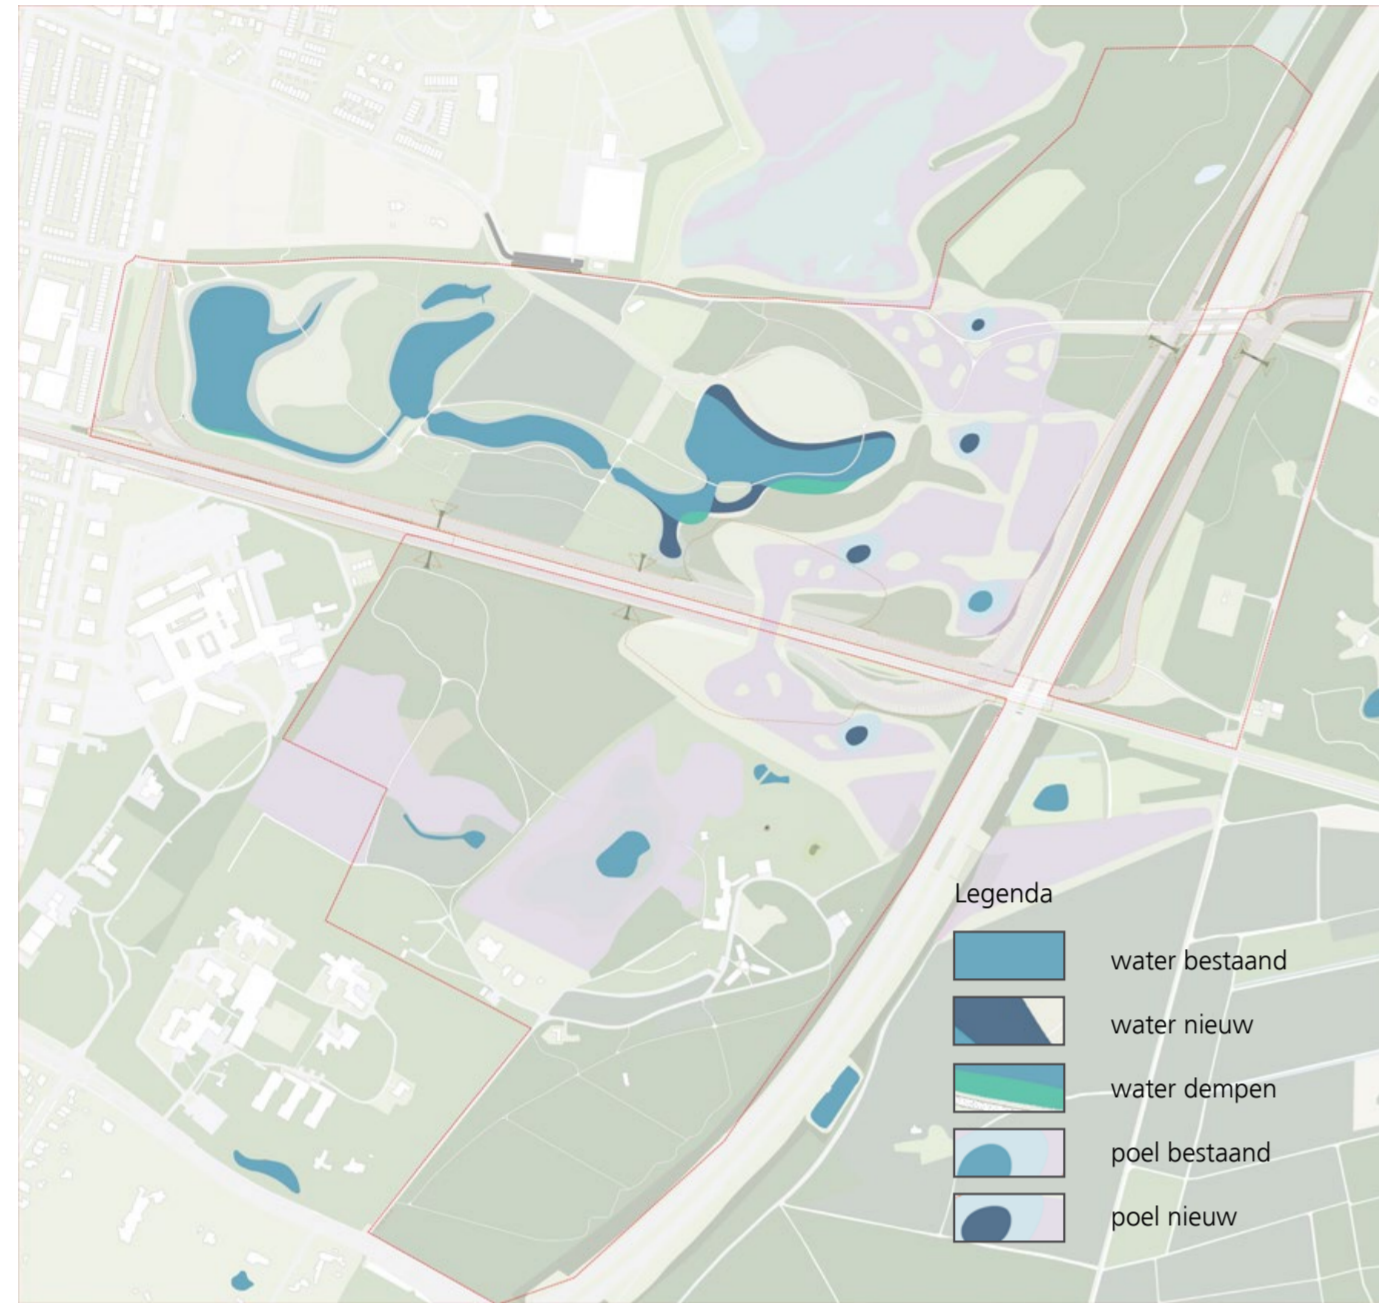 Legenda
water bestaand
water nieuw
water dempen
poel bestaand
poel nieuw